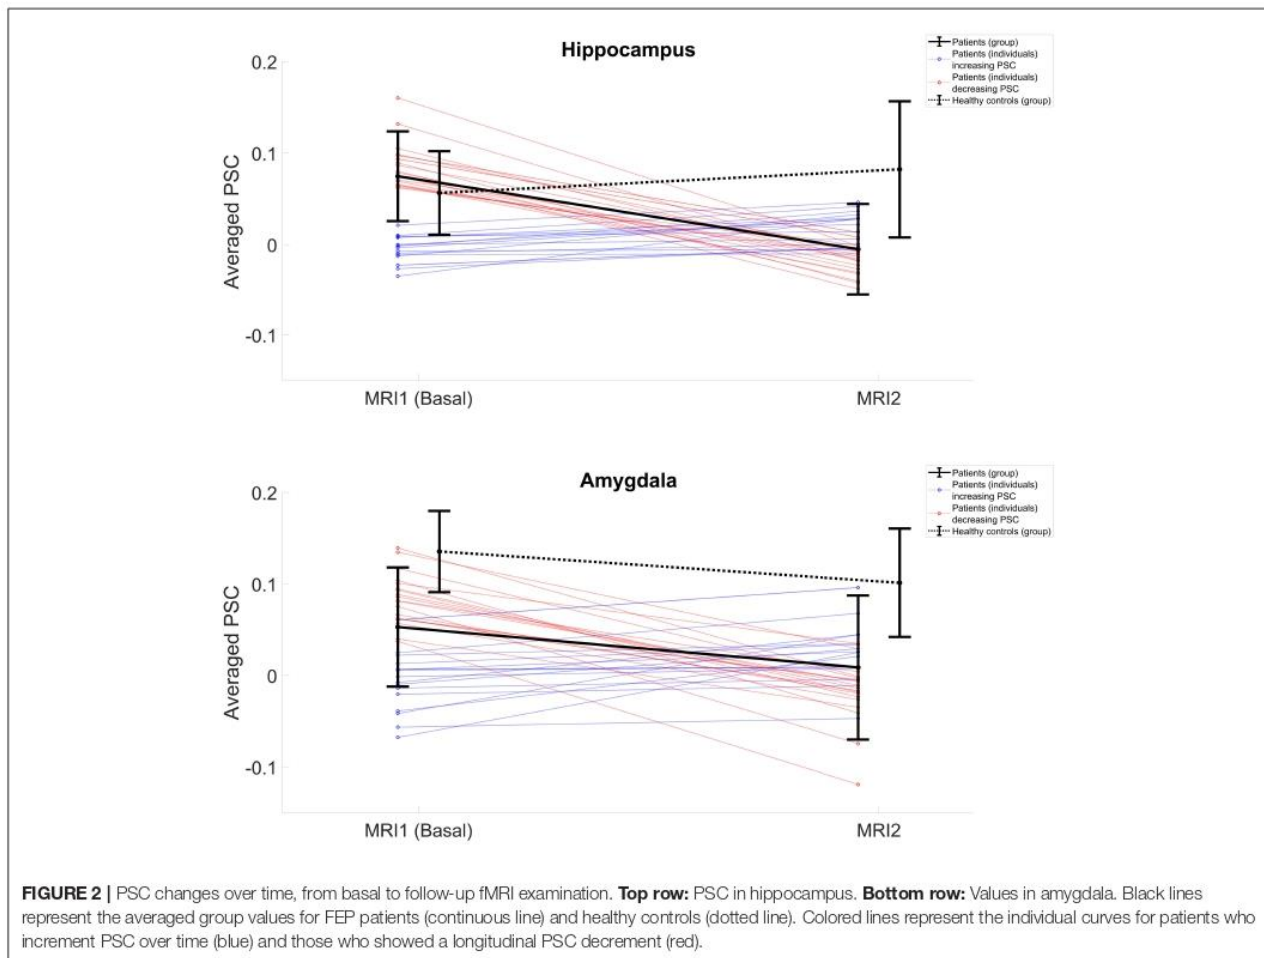 Hippocampus
Patients (group)
Patients (individuals)
increasing PSC
Patients (individuals)
decreasing PSC
Healthy controls (group)
0.2
0.1
0
-0.1
Averaged PSC
MRI1 (Basal)
MRI2
Amygdala
Patients (group)
Patients (individuals)
increasing PSC
Patients (individuals)
decreasing PSC
Healthy controls (group)
0.2
0.1
0
-0.1
Averaged PSC
MRI1 (Basal)
MRI2
FIGURE 2 | PSC changes over time, from basal to follow-up fMRI examination. Top row: PSC in hippocampus. Bottom row: Values in amygdala. Black lines
represent the averaged group values for FEP patients (continuous line) and healthy controls (dotted line). Colored lines represent the individual curves for patients who
increment PSC over time (blue) and those who showed a longitudinal PSC decrement (red).